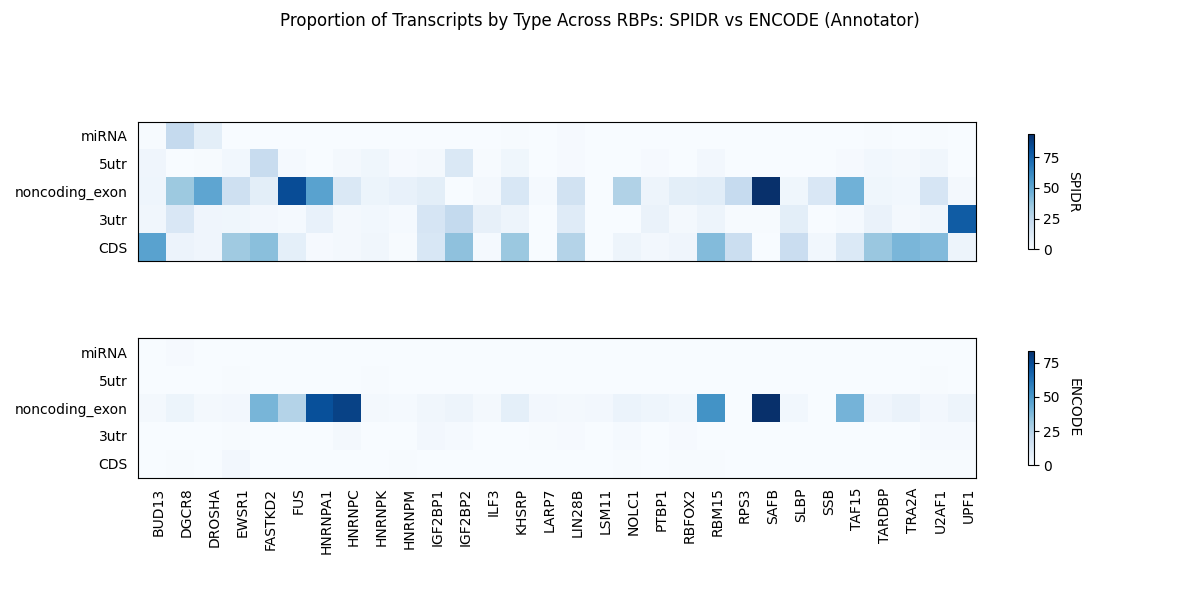 Proportion of Transcripts by Type Across RBPs: SPIDR vs ENCODE (Annotator)
miRNA
5utr
noncoding_exon
3utr
CDS
75
50
25
0
SPIDR
miRNA
5utr
noncoding_exon
3utr
CDS
75
50
25
0
ENCODE
BUD13
DGCR8
DROSHA
EWSR1
FASTKD2
FUS
HNRNPA1
HNRNPC
HNRNPK
HNRNPM
IGF2BP1
IGF2BP2
ILF3
KHSRP
LARP7
LIN28B
LSM11
NOLC1
PTBP1
RBFOX2
RBM15
RPS3
SAFB
SLBP
SSB
TAF15
TARDBP
TRA2A
U2AF1
UPF1